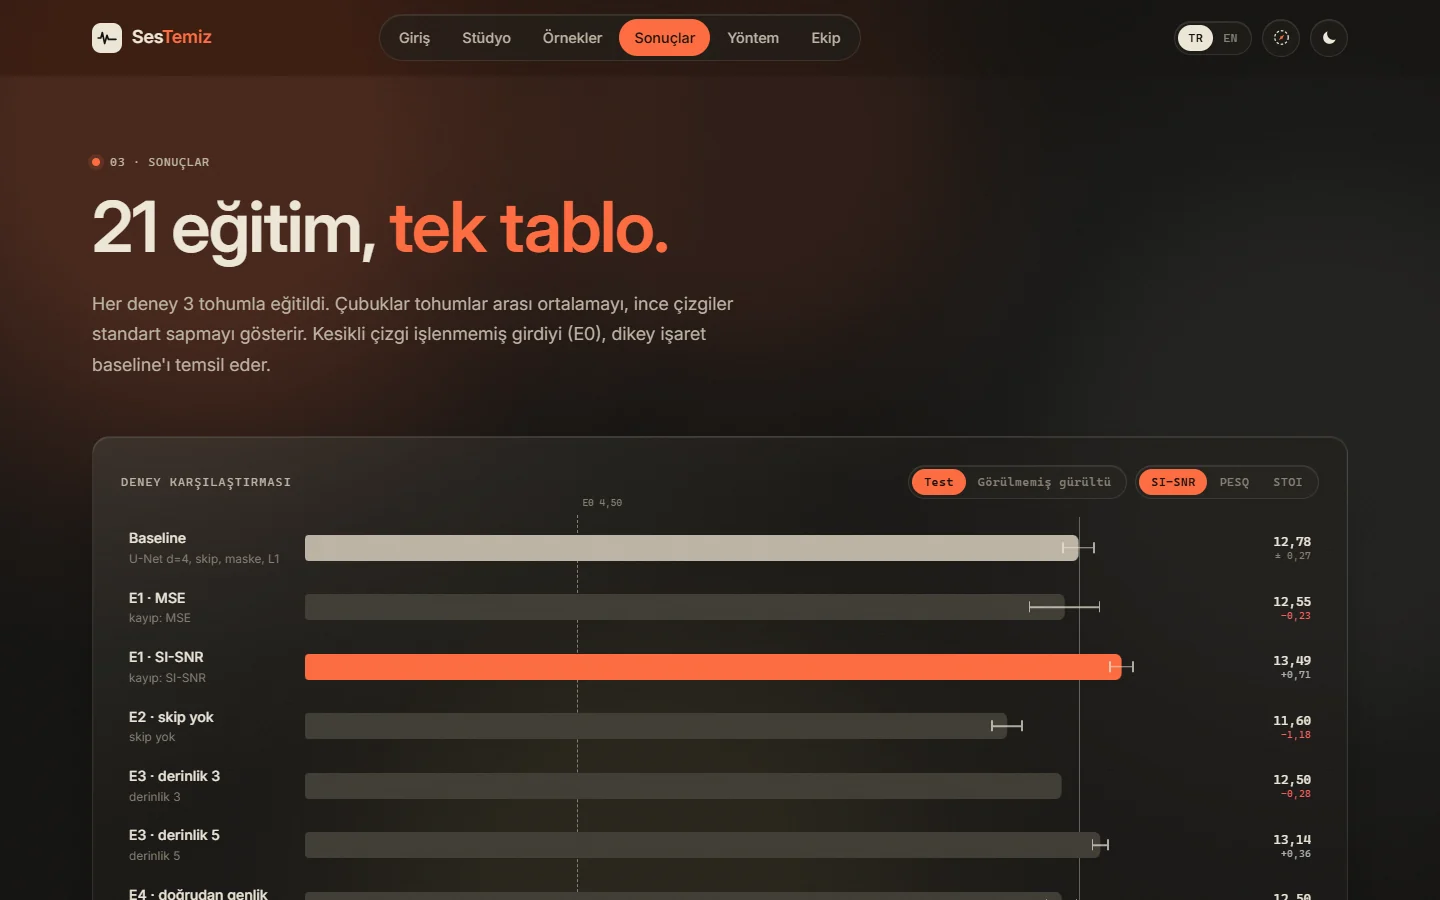 SesTemiz
Giriş
Stüdyo
Örnekler
Sonuçlar
Yöntem
Ekip
TR
EN
03 · SONUÇLAR
21 eğitim, tek tablo.
Her deney 3 tohumla eğitildi. Çubuklar tohumlar arası ortalamayı, ince çizgiler
standart sapmayı gösterir. Kesikli çizgi işlenmemiş girdiyi (E0), dikey işaret
baseline'ı temsil eder.
DENEY KARŞILAŞTIRMASI
Test
Görülmemiş gürültü
SI-SNR
PESQ
STOI
E0 4,50
Baseline
U-Net d=4, skip, maske, L1
12,78
± 0,27
E1 · MSE
kayıp: MSE
12,55
−0,23
E1 · SI-SNR
kayıp: SI-SNR
13,49
+0,71
E2 · skip yok
skip yok
11,60
−1,18
E3 · derinlik 3
derinlik 3
12,50
−0,28
E3 · derinlik 5
derinlik 5
13,14
+0,36
E4 · doğrudan genlik
12,50